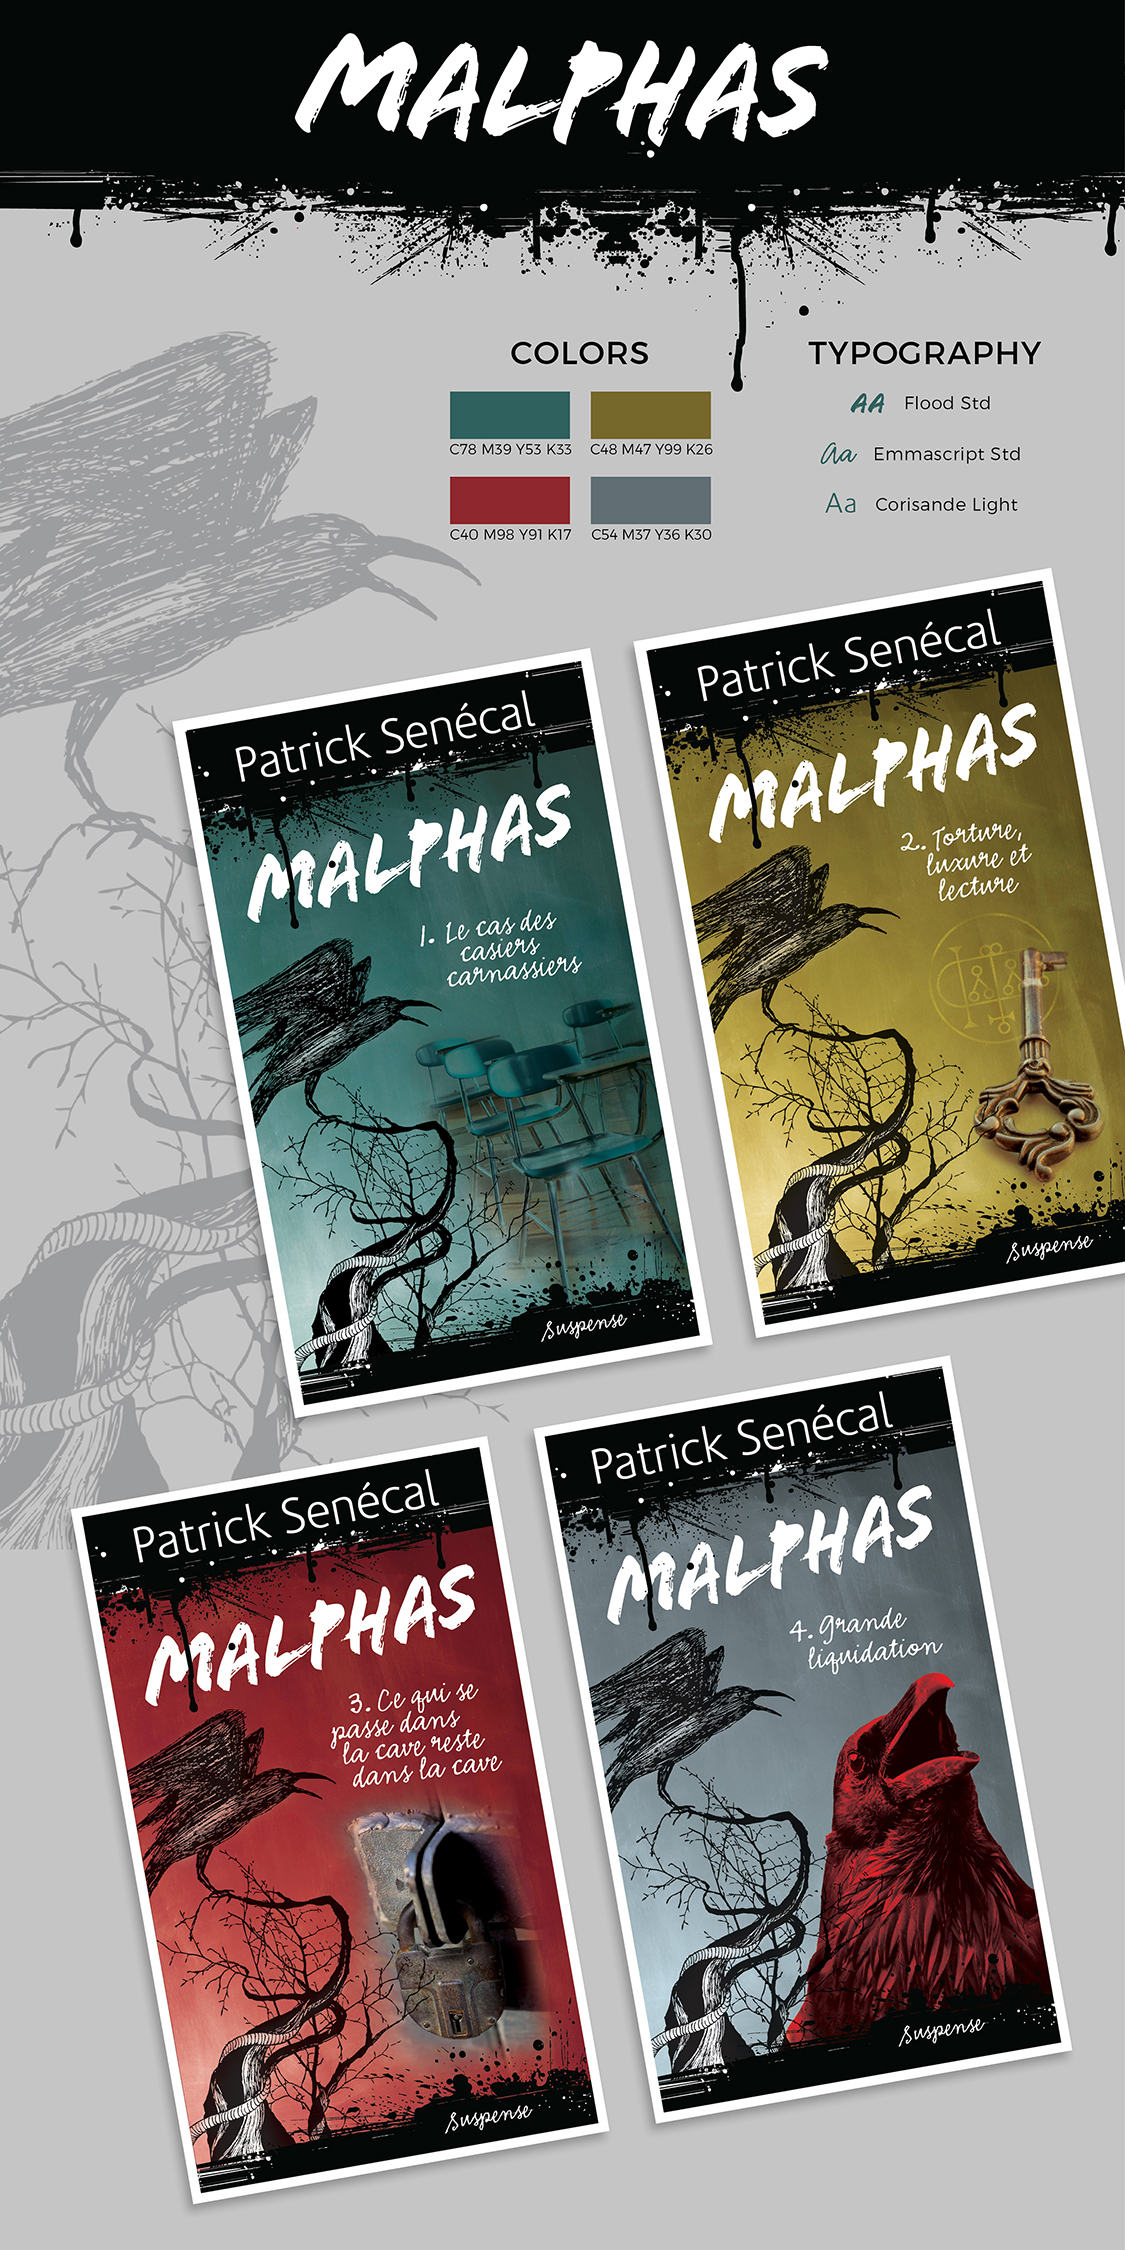 MALPHAS
COLORS
C78 M39 Y53 K33
C48 M47 Y99 K26
C40 M98 Y91 K17
C54 M37 Y36 K30
TYPOGRAPHY
AA Flood Std
Aa Emmascript Std
Aa Corisande Light
Patrick Senécal
MALPHAS
1. Le cas des
casiers
carnassiers
Suspense
Patrick Senécal
MALPHAS
2. Torture,
luxure et
lecture
Suspense
Patrick Senécal
MALPHAS
3. Ce qui se
passe dans
la cave reste
dans la cave
Suspense
Patrick Senécal
MALPHAS
4. Grande
liquidation
Suspense